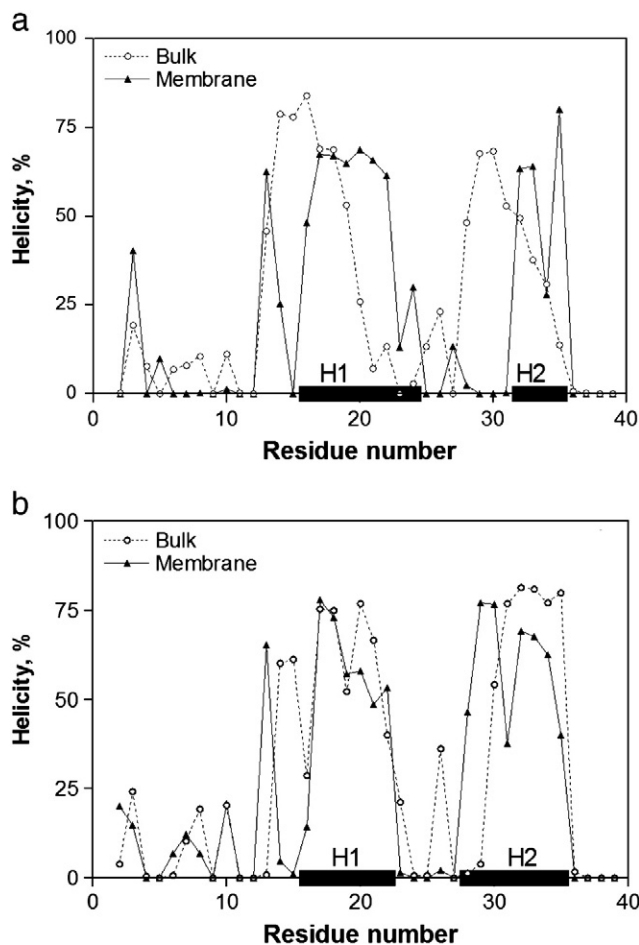 a
100
Bulk
Membrane
75
Helicity, %
50
25
H1
H2
0
0
10
20
30
40
Residue number
b
100
Bulk
Membrane
75
Helicity, %
50
25
H1
H2
0
0
10
20
30
40
Residue number